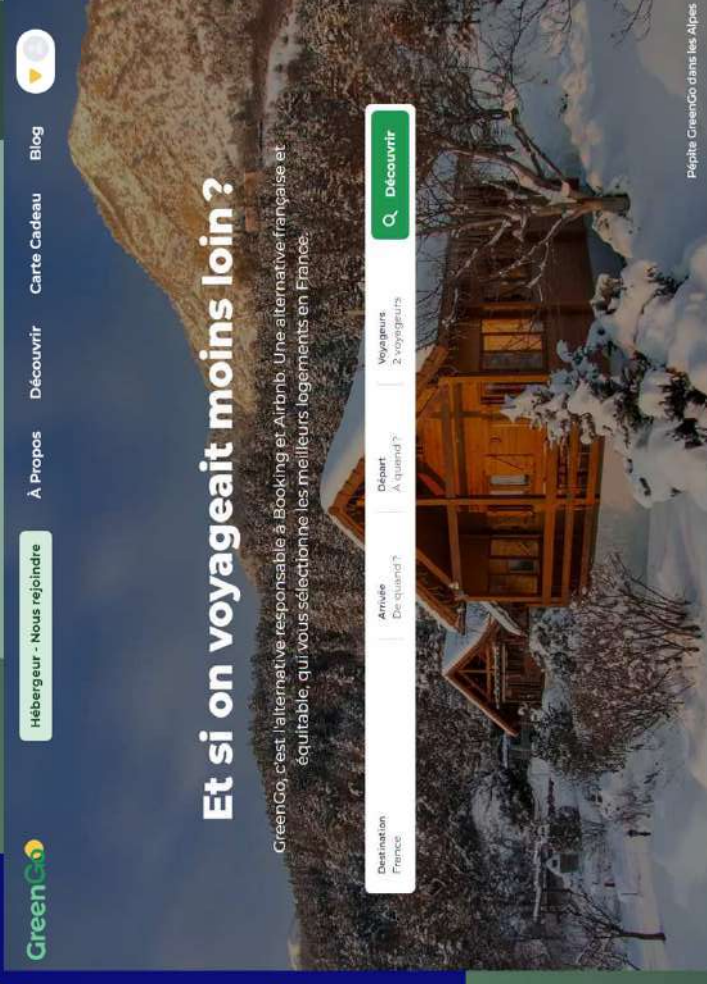 GreenGo
Hébergeur - Nous rejoindre
À Propos
Découvrir
Carte Cadeau
Blog
Et si on voyageait moins loin ?
GreenGo, c'est l'alternative responsable à Booking et Airbnb. Une alternative française et
équitable, qui vous sélectionne les meilleurs logements en France.
Destination
France
Arrivée
De quand ?
Départ
À quand ?
Voyageurs
2 voyageurs
Découvrir
Pépite GreenGo dans les Alpes